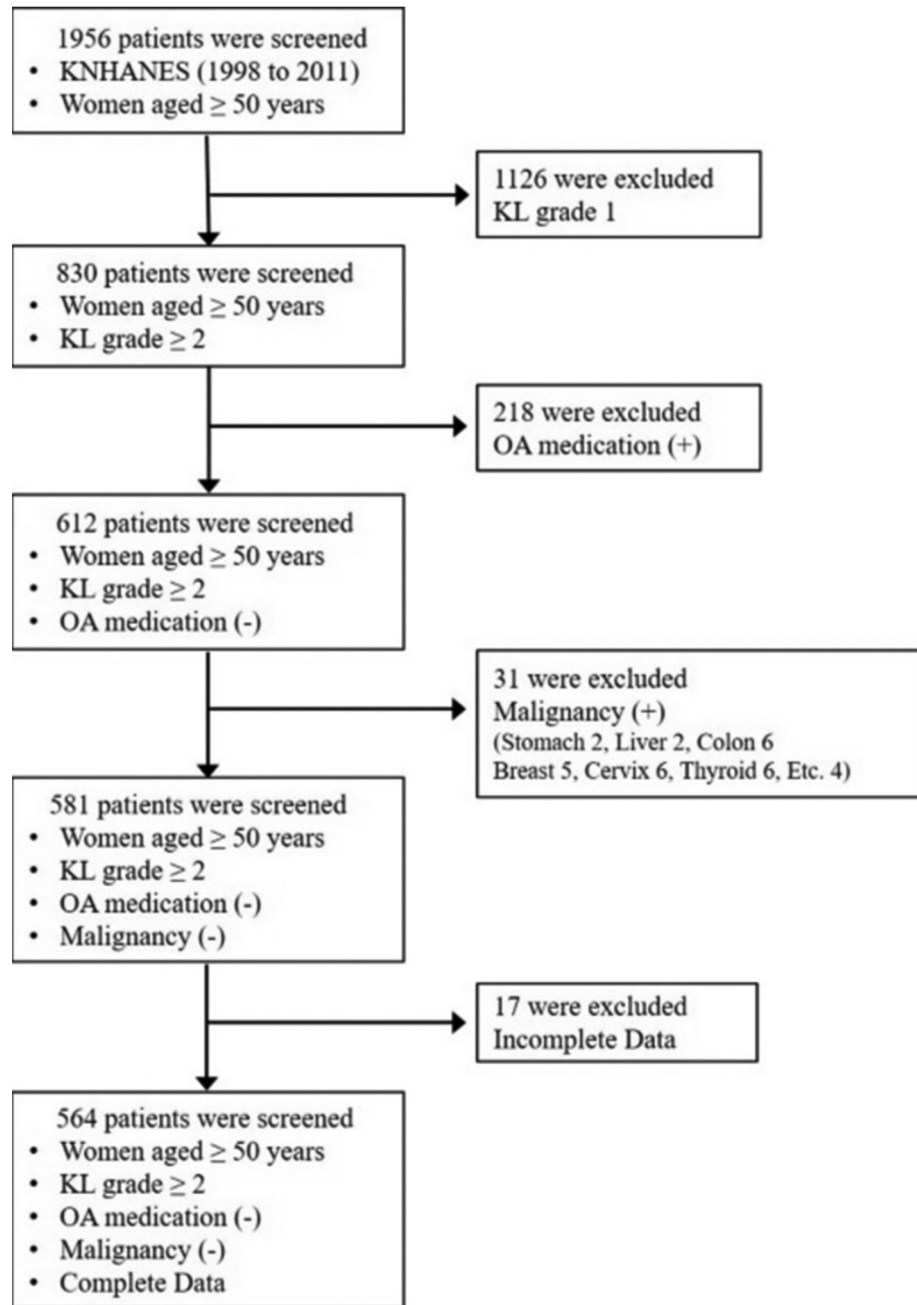 1956 patients were screened
• KNHANES (1998 to 2011)
• Women aged ≥ 50 years
1126 were excluded
KL grade 1
830 patients were screened
• Women aged ≥ 50 years
• KL grade ≥ 2
218 were excluded
OA medication (+)
612 patients were screened
• Women aged ≥ 50 years
• KL grade ≥ 2
• OA medication (-)
31 were excluded
Malignancy (+)
(Stomach 2, Liver 2, Colon 6
Breast 5, Cervix 6, Thyroid 6, Etc. 4)
581 patients were screened
• Women aged ≥ 50 years
• KL grade ≥ 2
• OA medication (-)
• Malignancy (-)
17 were excluded
Incomplete Data
564 patients were screened
• Women aged ≥ 50 years
• KL grade ≥ 2
• OA medication (-)
• Malignancy (-)
• Complete Data